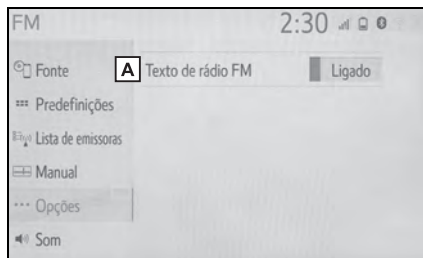 FM 2:30
Fonte
A Texto de rádio FM Ligado
Predefinições
Lista de emissoras
Manual
Opções
Som